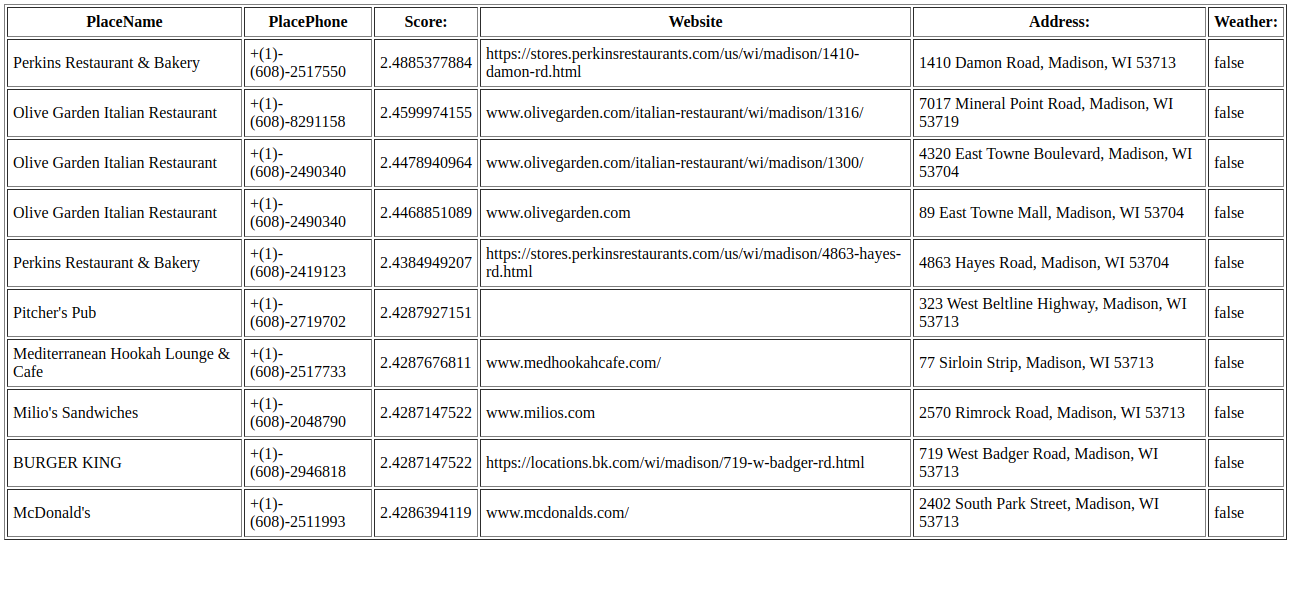 PlaceName PlacePhone Score: Website Address: Weather:
Perkins Restaurant & Bakery +(1)-(608)-2517550 2.4885377884 https://stores.perkinsrestaurants.com/us/wi/madison/1410-damon-rd.html 1410 Damon Road, Madison, WI 53713 false
Olive Garden Italian Restaurant +(1)-(608)-8291158 2.4599974155 www.olivegarden.com/italian-restaurant/wi/madison/1316/ 7017 Mineral Point Road, Madison, WI 53719 false
Olive Garden Italian Restaurant +(1)-(608)-2490340 2.4478940964 www.olivegarden.com/italian-restaurant/wi/madison/1300/ 4320 East Towne Boulevard, Madison, WI 53704 false
Olive Garden Italian Restaurant +(1)-(608)-2490340 2.4468851089 www.olivegarden.com 89 East Towne Mall, Madison, WI 53704 false
Perkins Restaurant & Bakery +(1)-(608)-2419123 2.4384949207 https://stores.perkinsrestaurants.com/us/wi/madison/4863-hayes-rd.html 4863 Hayes Road, Madison, WI 53704 false
Pitcher's Pub +(1)-(608)-2719702 2.4287927151 323 West Beltline Highway, Madison, WI 53713 false
Mediterranean Hookah Lounge & Cafe +(1)-(608)-2517733 2.4287676811 www.medhookahcafe.com/ 77 Sirloin Strip, Madison, WI 53713 false
Milio's Sandwiches +(1)-(608)-2048790 2.4287147522 www.milios.com 2570 Rimrock Road, Madison, WI 53713 false
BURGER KING +(1)-(608)-2946818 2.4287147522 https://locations.bk.com/wi/madison/719-w-badger-rd.html 719 West Badger Road, Madison, WI 53713 false
McDonald's +(1)-(608)-2511993 2.4286394119 www.mcdonalds.com/ 2402 South Park Street, Madison, WI 53713 false